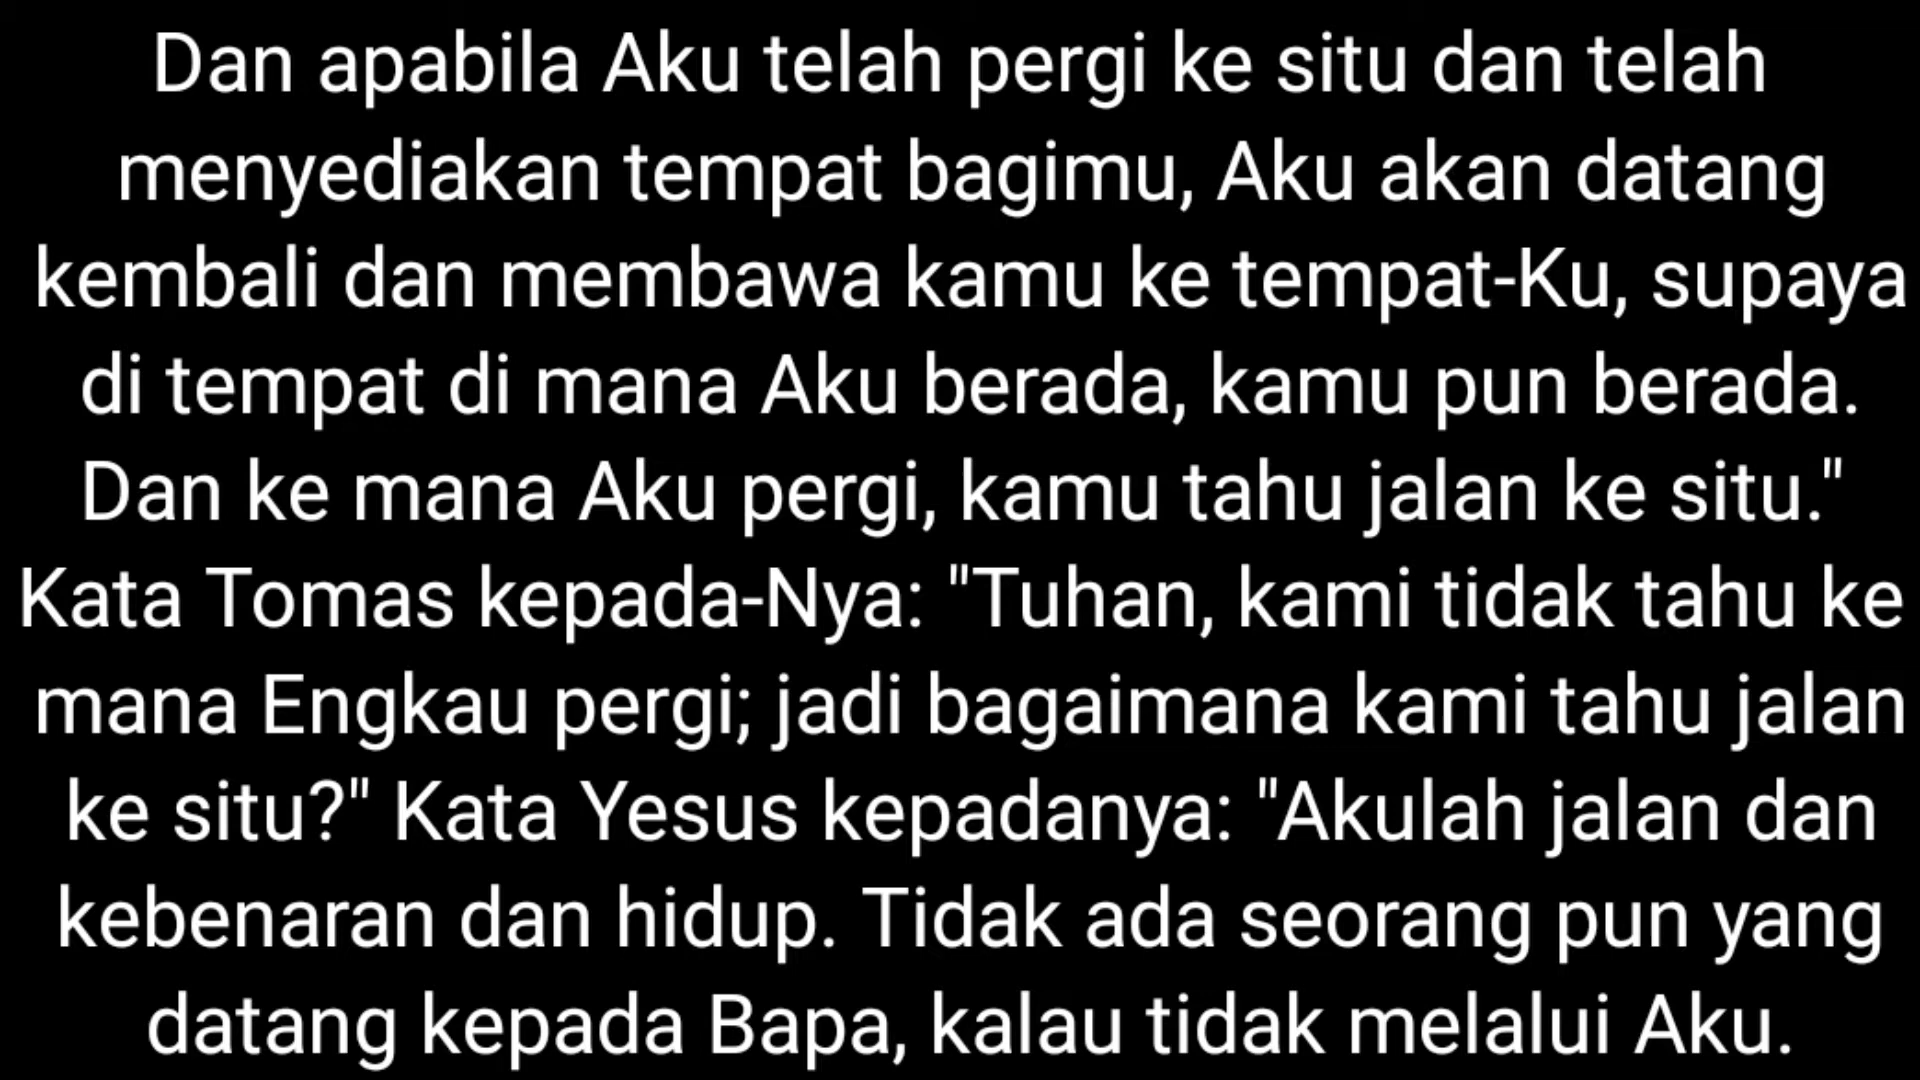 Dan apabila Aku telah pergi ke situ dan telah
menyediakan tempat bagimu, Aku akan datang
kembali dan membawa kamu ke tempat-Ku, supaya
di tempat di mana Aku berada, kamu pun berada.
Dan ke mana Aku pergi, kamu tahu jalan ke situ."
Kata Tomas kepada-Nya: "Tuhan, kami tidak tahu ke
mana Engkau pergi; jadi bagaimana kami tahu jalan
ke situ?" Kata Yesus kepadanya: "Akulah jalan dan
kebenaran dan hidup. Tidak ada seorang pun yang
datang kepada Bapa, kalau tidak melalui Aku.